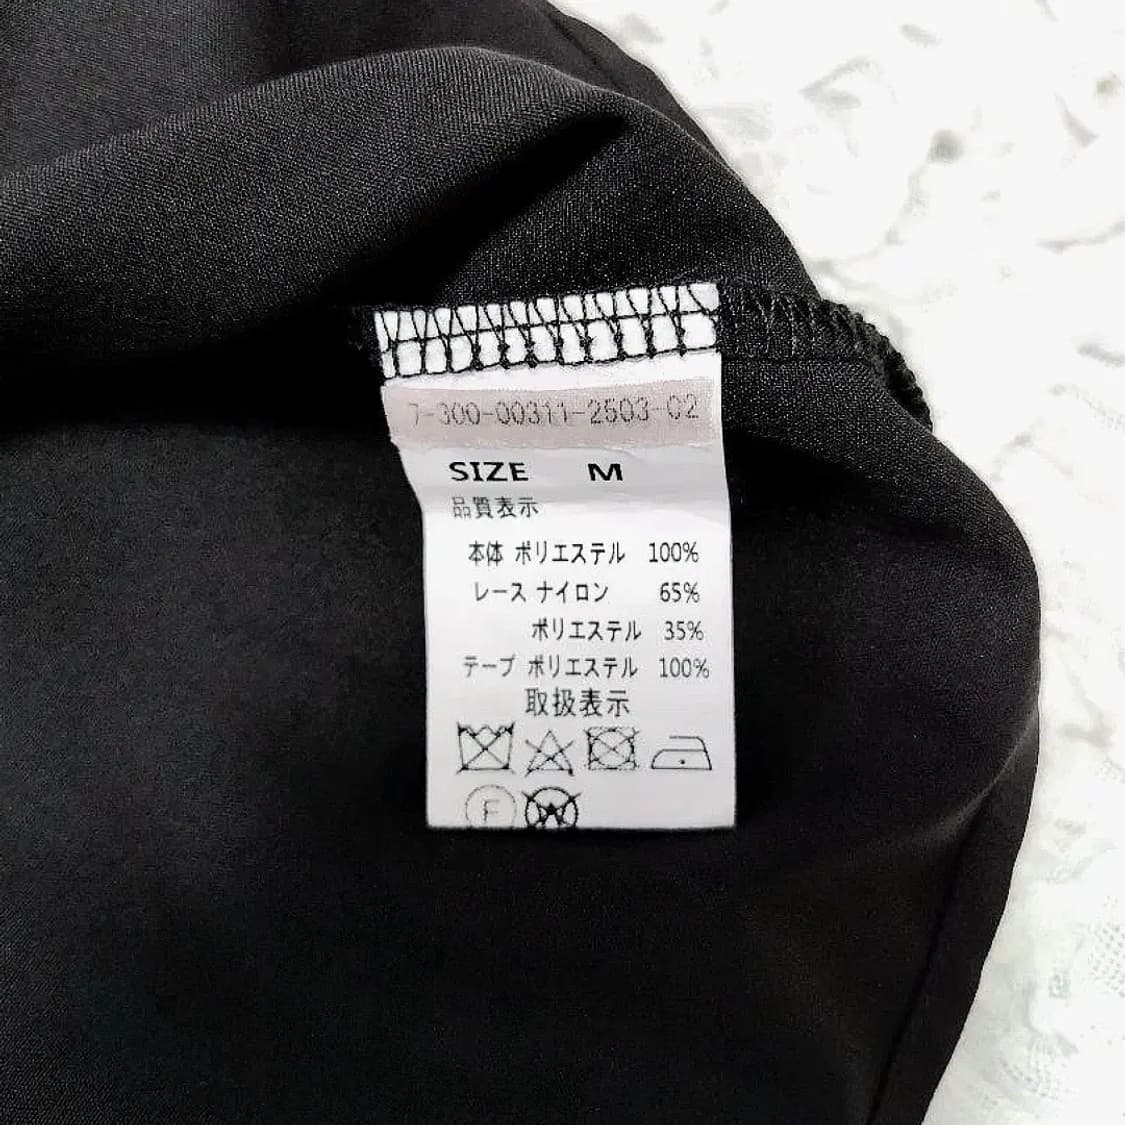 7-300-00311-2503-02
SIZE M
品質表示
本体 ポリエステル 100%
レース ナイロン 65%
ポリエステル 35%
テープ ポリエステル 100%
取扱表示
F W